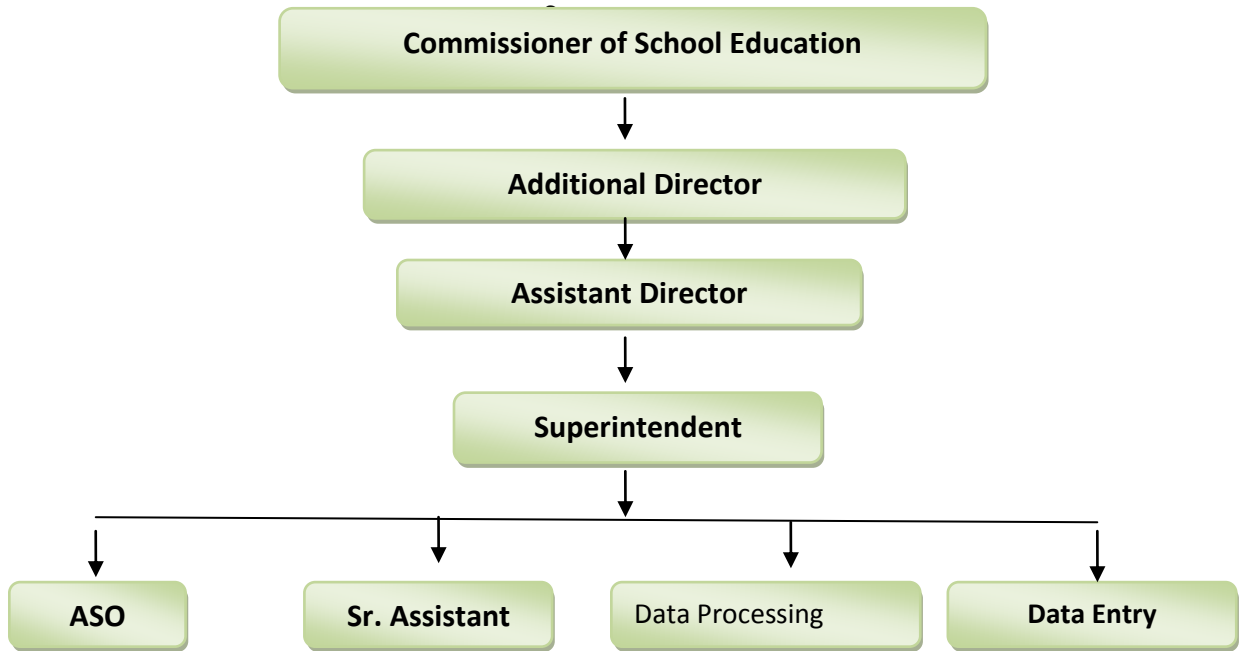 Commissioner of School Education
Additional Director
Assistant Director
Superintendent
ASO
Sr. Assistant
Data Processing
Data Entry